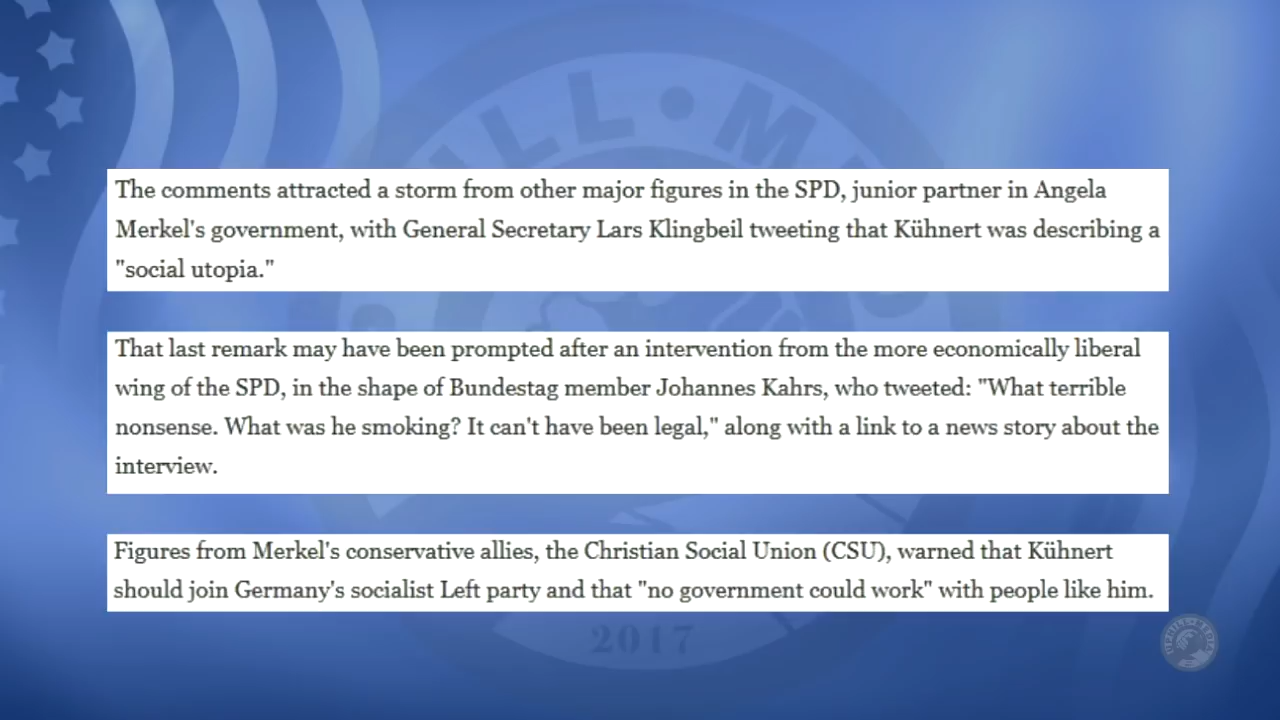 The comments attracted a storm from other major figures in the SPD, junior partner in Angela
Merkel's government, with General Secretary Lars Klingbeil tweeting that Kühnert was describing a
"social utopia."
That last remark may have been prompted after an intervention from the more economically liberal
wing of the SPD, in the shape of Bundestag member Johannes Kahrs, who tweeted: "What terrible
nonsense. What was he smoking? It can't have been legal," along with a link to a news story about the
interview.
Figures from Merkel's conservative allies, the Christian Social Union (CSU), warned that Kühnert
should join Germany's socialist Left party and that "no government could work" with people like him.
2017